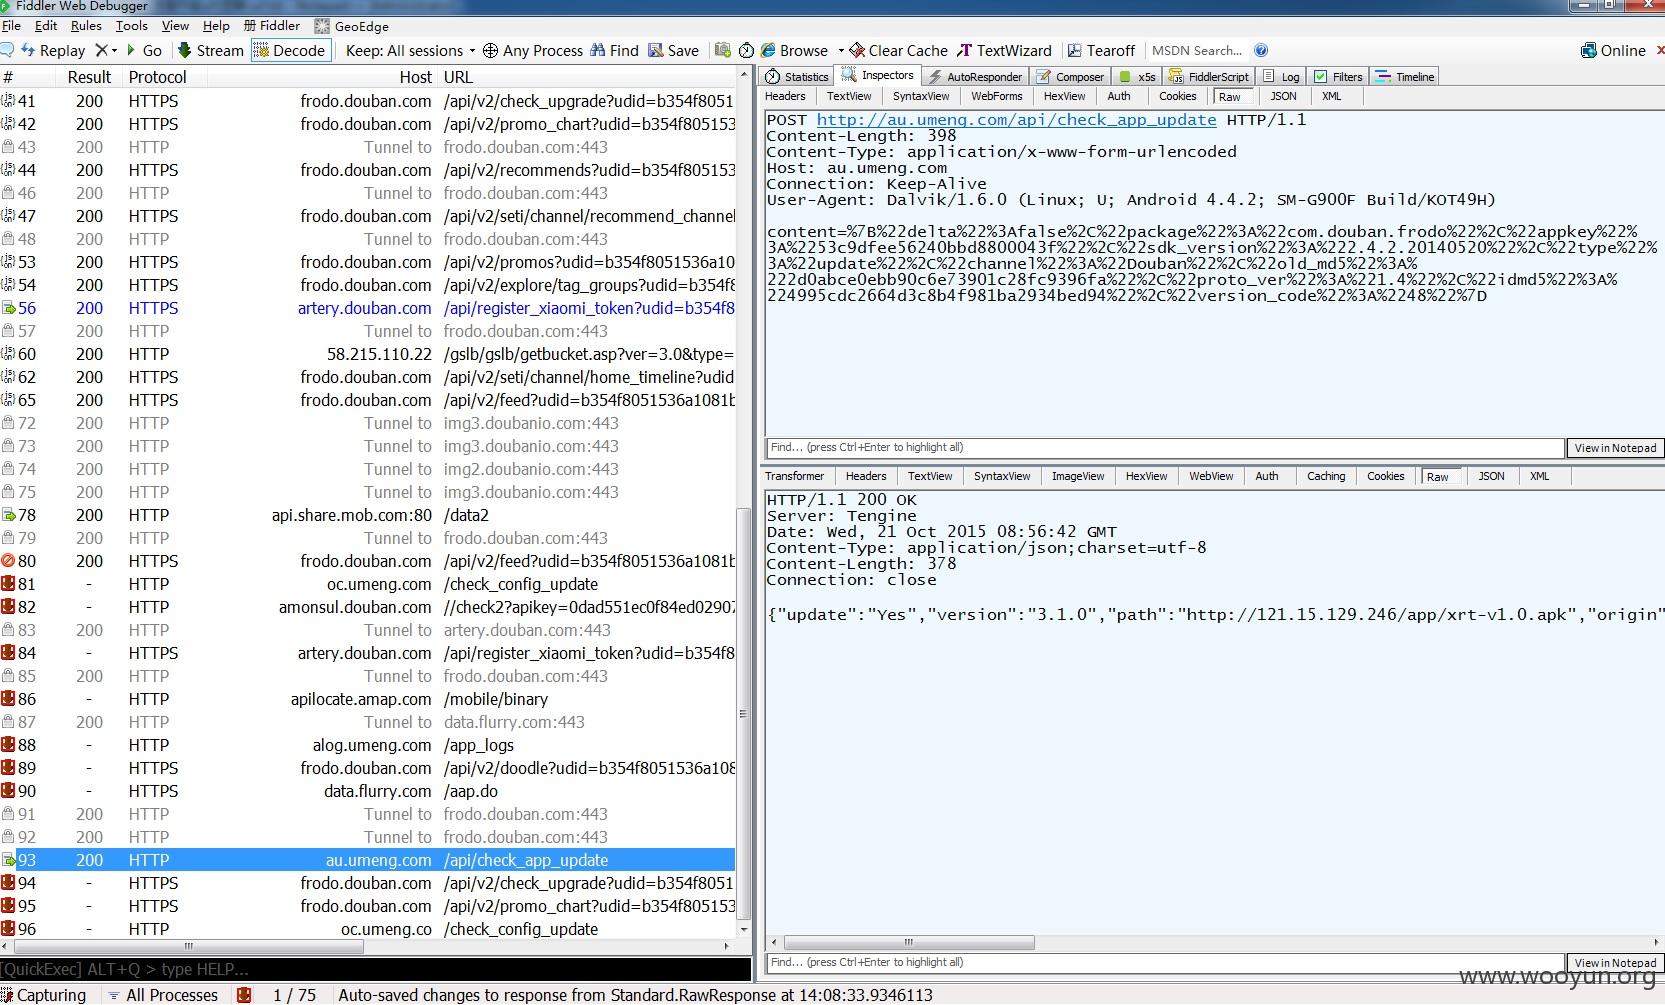 Fiddler Web Debugger
File Edit Rules Tools View Help Fiddler GeoEdge
Replay Go Stream Decode Keep: All sessions Any Process Find Save Browse Clear Cache TextWizard Tearoff MSDN Search... Online
# Result Protocol Host URL
41 200 HTTPS frodo.douban.com /api/v2/check_upgrade?udid=b354f8051
42 200 HTTPS frodo.douban.com /api/v2/promo_chart?udid=b354f805153
43 200 HTTP Tunnel to frodo.douban.com:443
44 200 HTTPS frodo.douban.com /api/v2/recommends?udid=b354f805153
46 200 HTTP Tunnel to frodo.douban.com:443
47 200 HTTPS frodo.douban.com /api/v2/seti/channel/recommend_channel
48 200 HTTP Tunnel to frodo.douban.com:443
53 200 HTTPS frodo.douban.com /api/v2/promos?udid=b354f8051536a10
54 200 HTTPS frodo.douban.com /api/v2/explore/tag_groups?udid=b354f8
56 200 HTTPS artery.douban.com /api/register_xiaomi_token?udid=b354f8
57 200 HTTP Tunnel to frodo.douban.com:443
60 200 HTTP 58.215.110.22 /gslb/gslb/getbucket.asp?ver=3.0&type=
62 200 HTTPS frodo.douban.com /api/v2/seti/channel/home_timeline?udid
65 200 HTTPS frodo.douban.com /api/v2/feed?udid=b354f8051536a1081b
72 200 HTTP Tunnel to img3.doubanio.com:443
73 200 HTTP Tunnel to img3.doubanio.com:443
74 200 HTTP Tunnel to img2.doubanio.com:443
75 200 HTTP Tunnel to img3.doubanio.com:443
78 200 HTTP api.share.mob.com:80 /data2
79 200 HTTP Tunnel to frodo.douban.com:443
80 200 HTTPS frodo.douban.com /api/v2/feed?udid=b354f8051536a1081b
81 - HTTP oc.umeng.com /check_config_update
82 - HTTP amonsul.douban.com //check2?apikey=0dad551ec0f84ed02907
83 200 HTTP Tunnel to artery.douban.com:443
84 - HTTPS artery.douban.com /api/register_xiaomi_token?udid=b354f8
85 200 HTTP Tunnel to frodo.douban.com:443
86 - HTTP apilocate.amap.com /mobile/binary
87 200 HTTP Tunnel to data.flurry.com:443
88 - HTTP alog.umeng.com /app_logs
89 - HTTPS frodo.douban.com /api/v2/doodle?udid=b354f8051536a108
90 - HTTPS data.flurry.com /aap.do
91 200 HTTP Tunnel to frodo.douban.com:443
92 200 HTTP Tunnel to frodo.douban.com:443
93 200 HTTP au.umeng.com /api/check_app_update
94 - HTTPS frodo.douban.com /api/v2/check_upgrade?udid=b354f8051
95 - HTTPS frodo.douban.com /api/v2/promo_chart?udid=b354f805153
96 - HTTP oc.umeng.co /check_config_update
[QuickExec] ALT+Q > type HELP...
Capturing All Processes 1 / 75 Auto-saved changes to response from Standard.RawResponse at 14:08:33.9346113
Statistics Inspectors AutoResponder Composer x5s FiddlerScript Log Filters Timeline
Headers TextView SyntaxView WebForms HexView Auth Cookies Raw JSON XML
POST http://au.umeng.com/api/check_app_update HTTP/1.1
Content-Length: 398
Content-Type: application/x-www-form-urlencoded
Host: au.umeng.com
Connection: Keep-Alive
User-Agent: Dalvik/1.6.0 (Linux; U; Android 4.4.2; SM-G900F Build/KOT49H)
content=%7B%22delta%22%3Afalse%2C%22package%22%3A%22com.douban.frodo%22%2C%22appkey%22%
3A%2253c9dfee56240bbd8800043f%22%2C%22sdk_version%22%3A%222.4.2.20140520%22%2C%22type%22%
3A%22update%22%2C%22channel%22%3A%22Douban%22%2C%22old_md5%22%3A%
222d0abce0ebb90c6e73901c28fc9396fa%22%2C%22proto_ver%22%3A%221.4%22%2C%22idmd5%22%3A%
224995cdc2664d3c8b4f981ba2934bed94%22%2C%22version_code%22%3A%2248%22%7D
Find... (press Ctrl+Enter to highlight all) View in Notepad
Transformer Headers TextView SyntaxView ImageView HexView WebView Auth Caching Cookies Raw JSON XML
HTTP/1.1 200 OK
Server: Tengine
Date: Wed, 21 Oct 2015 08:56:42 GMT
Content-Type: application/json;charset=utf-8
Content-Length: 378
Connection: close
{"update":"Yes","version":"3.1.0","path":"http://121.15.129.246/app/xrt-v1.0.apk","origin"
Find... (press Ctrl+Enter to highlight all) View in Notepad
www.wooyun.org